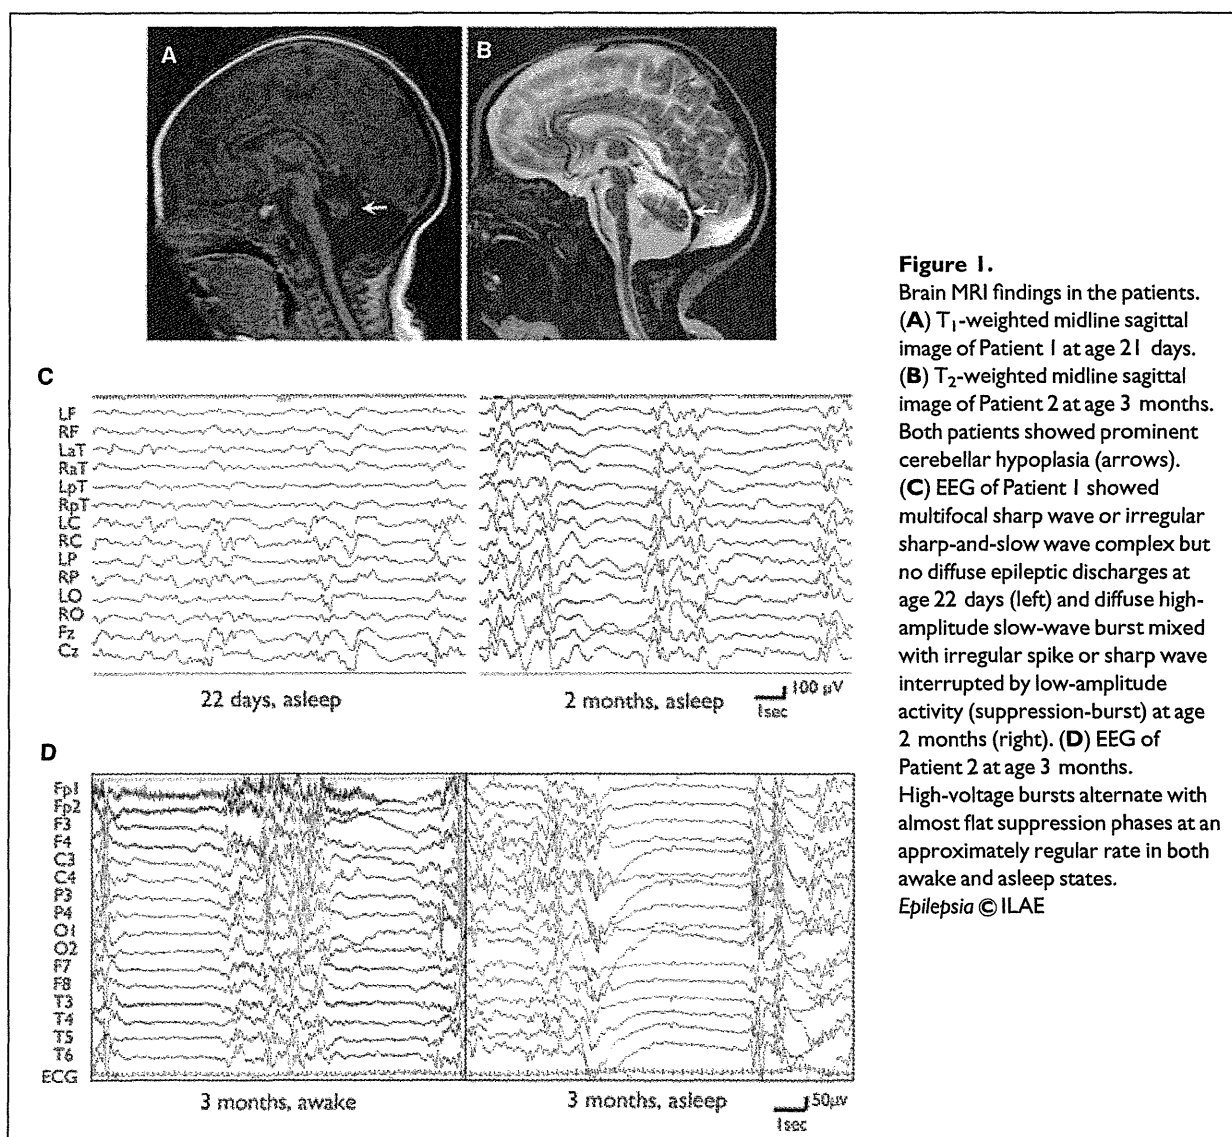 A
B
Figure 1.
Brain MRI findings in the patients.
(A) T1-weighted midline sagittal
image of Patient 1 at age 21 days.
(B) T2-weighted midline sagittal
image of Patient 2 at age 3 months.
Both patients showed prominent
cerebellar hypoplasia (arrows).
(C) EEG of Patient 1 showed
multifocal sharp wave or irregular
sharp-and-slow wave complex but
no diffuse epileptic discharges at
age 22 days (left) and diffuse high-
amplitude slow-wave burst mixed
with irregular spike or sharp wave
interrupted by low-amplitude
activity (suppression-burst) at age
2 months (right). (D) EEG of
Patient 2 at age 3 months.
High-voltage bursts alternate with
almost flat suppression phases at an
approximately regular rate in both
awake and asleep states.
Epilepsia © ILAE
C
LF
RF
LaT
RaT
LpT
RpT
LC
RC
LP
RP
LO
RO
Fz
Cz
22 days, asleep
2 months, asleep
100 μV
1sec
D
Fp1
Fp2
F3
F4
C3
C4
P3
P4
O1
O2
F7
F8
T3
T4
T5
T6
ECG
3 months, awake
3 months, asleep
50μv
1sec